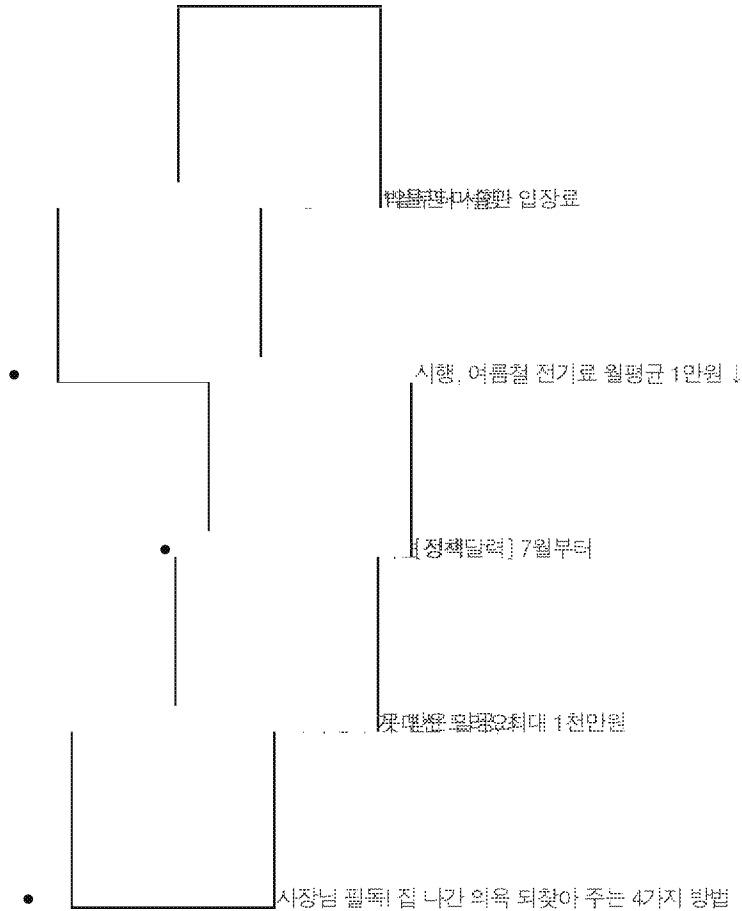 입장료
시행, 여름철 전기료 월평균 1만원 ↓
[정책달력] 7월부터
최대 1천만원
사장님 필독! 집 나간 의욕 되찾아 주는 4가지 방법